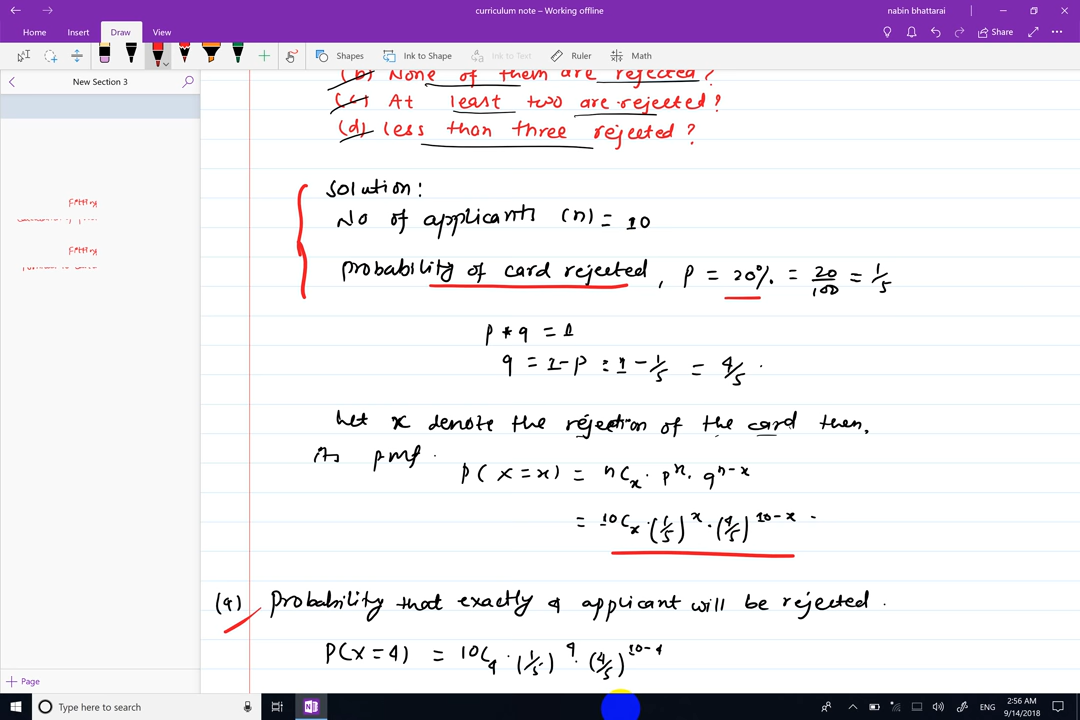 curriculum note – Working offline
nabin bhattarai
Home Insert Draw View
Share
Shapes Ink to Shape Ink to Text Ruler Math
New Section 3
(b) None of them are rejected?
(c) At least two are rejected?
(d) less than three rejected?
Solution:
No of applicants (n) = 10
probability of card rejected, p = 20% = 20/100 = 1/5
p + q = 1
q = 1-p = 1 - 1/5 = 4/5
Let x denote the rejection of the card then,
its pmf.
P(X=x) = nCx . p^x . q^n-x
= 10Cx . (1/5)^x . (4/5)^10-x
(a) Probability that exactly 4 applicant will be rejected.
P(X=4) = 10C4 . (1/5)^4 . (4/5)^10-4
+ Page
Type here to search
ENG
2:56 AM
9/14/2018